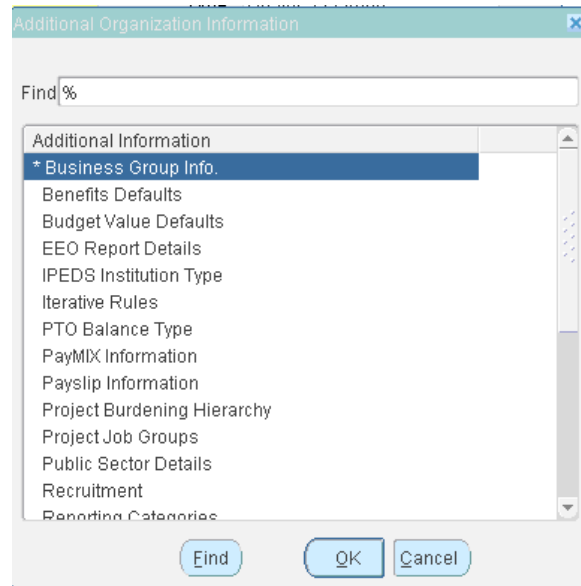 Additional Organization Information
Find %
Additional Information
* Business Group Info.
Benefits Defaults
Budget Value Defaults
EEO Report Details
IPEDS Institution Type
Iterative Rules
PTO Balance Type
PayMIX Information
Payslip Information
Project Burdening Hierarchy
Project Job Groups
Public Sector Details
Recruitment
Reporting Categories
Find OK Cancel